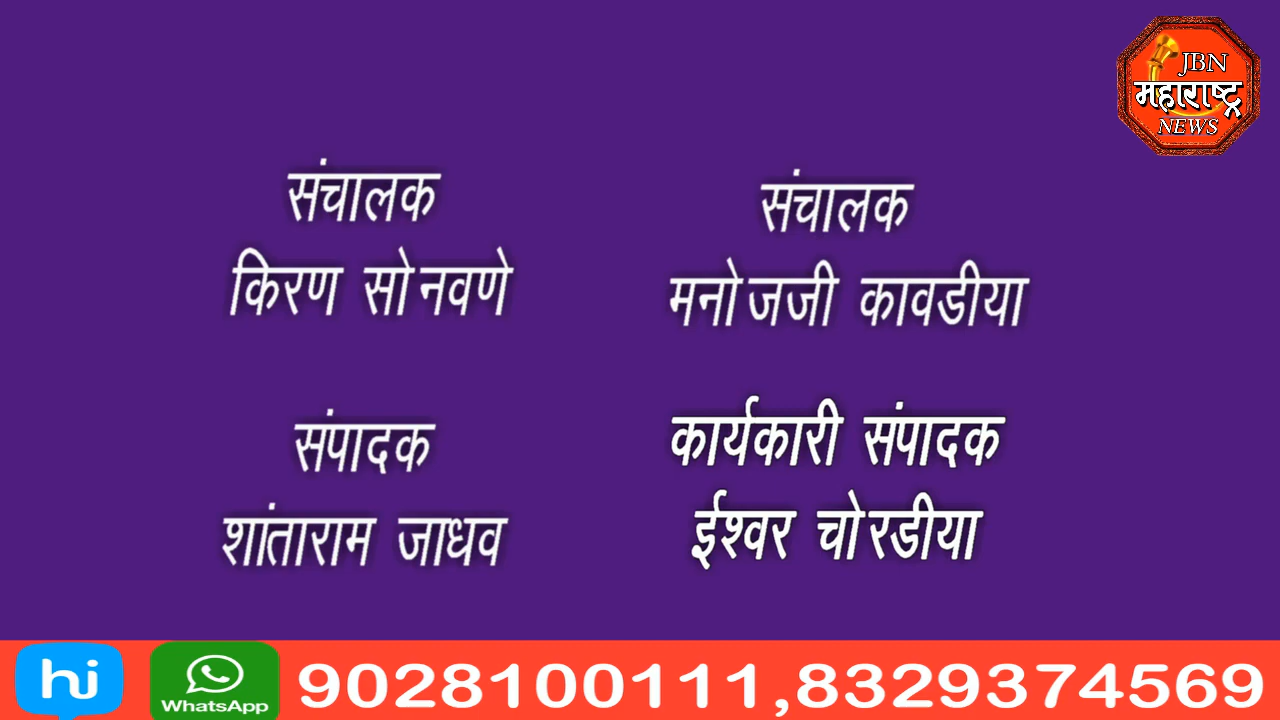 JBN
महाराष्ट्र
NEWS
संचालक
किरण सोनवणे
संचालक
मनोजजी कावडीया
संपादक
शांताराम जाधव
कार्यकारी संपादक
ईश्वर चोरडीया
hi
WhatsApp
9028100111,8329374569